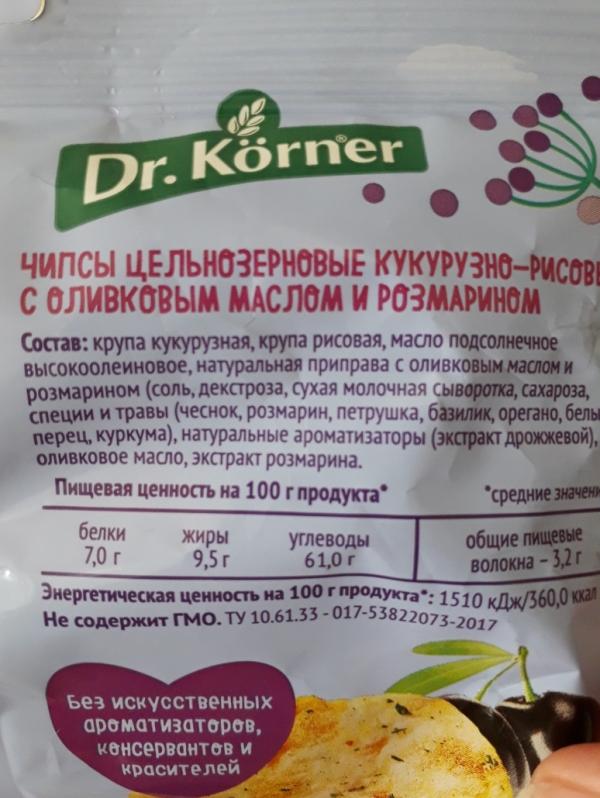 Dr. Körner®
ЧИПСЫ ЦЕЛЬНОЗЕРНОВЫЕ КУКУРУЗНО-РИСОВЫ
С ОЛИВКОВЫМ МАСЛОМ И РОЗМАРИНОМ
Состав: крупа кукурузная, крупа рисовая, масло подсолнечное
высокоолеиновое, натуральная приправа с оливковым маслом и
розмарином (соль, декстроза, сухая молочная сыворотка, сахароза,
специи и травы (чеснок, розмарин, петрушка, базилик, орегано, белы
перец, куркума), натуральные ароматизаторы (экстракт дрожжевой),
оливковое масло, экстракт розмарина.
Пищевая ценность на 100 г продукта* *средние значени
белки жиры углеводы общие пищевые
7,0 г 9,5 г 61,0 г волокна – 3,2 г
Энергетическая ценность на 100 г продукта*: 1510 кДж/360,0 ккал
Не содержит ГМО. ТУ 10.61.33 - 017-53822073-2017
Без искусственных
ароматизаторов,
консервантов и
красителей